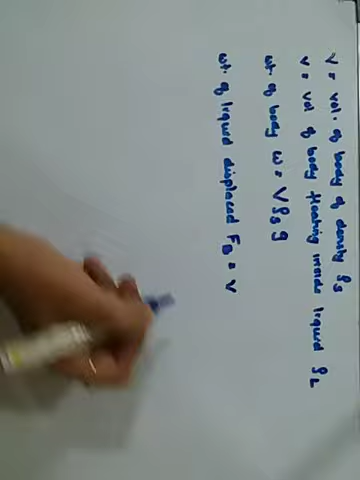 V = vol. of body of density ρs
v = vol of body floating inside liquid ρL
wt. of body w = Vρsg
wt. of liquid displaced FB = v